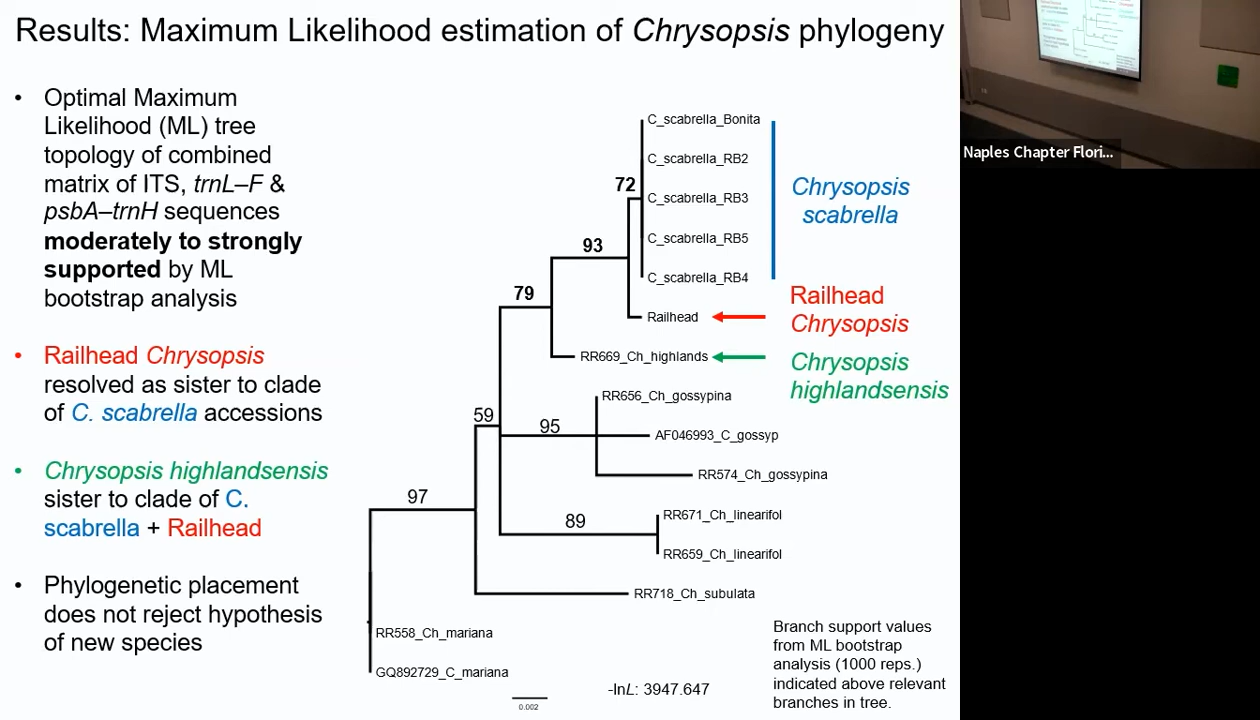 Results: Maximum Likelihood estimation of Chrysopsis phylogeny
• Optimal Maximum
Likelihood (ML) tree
topology of combined
matrix of ITS, trnL–F &
psbA–trnH sequences
moderately to strongly
supported by ML
bootstrap analysis
• Railhead Chrysopsis
resolved as sister to clade
of C. scabrella accessions
• Chrysopsis highlandsensis
sister to clade of C.
scabrella + Railhead
• Phylogenetic placement
does not reject hypothesis
of new species
C_scabrella_Bonita
C_scabrella_RB2
72
C_scabrella_RB3
C_scabrella_RB5
C_scabrella_RB4
93
Railhead
79
RR669_Ch_highlands
RR656_Ch_gossypina
59
95
AF046993_C_gossyp
RR574_Ch_gossypina
97
RR671_Ch_linearifol
89
RR659_Ch_linearifol
RR718_Ch_subulata
RR558_Ch_mariana
GQ892729_C_mariana
Chrysopsis
scabrella
Railhead
Chrysopsis
Chrysopsis
highlandsensis
0.002
-lnL: 3947.647
Branch support values
from ML bootstrap
analysis (1000 reps.)
indicated above relevant
branches in tree.
Naples Chapter Flori...